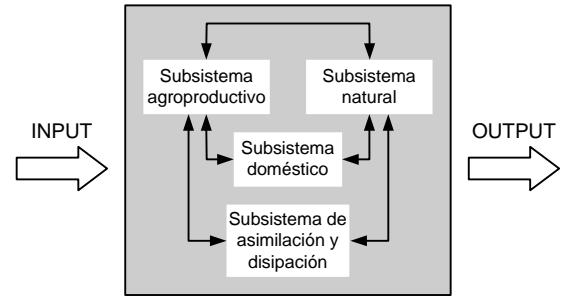 Subsistema
agroproductivo
Subsistema
natural
INPUT
OUTPUT
Subsistema
doméstico
Subsistema de
asimilación y
disipación